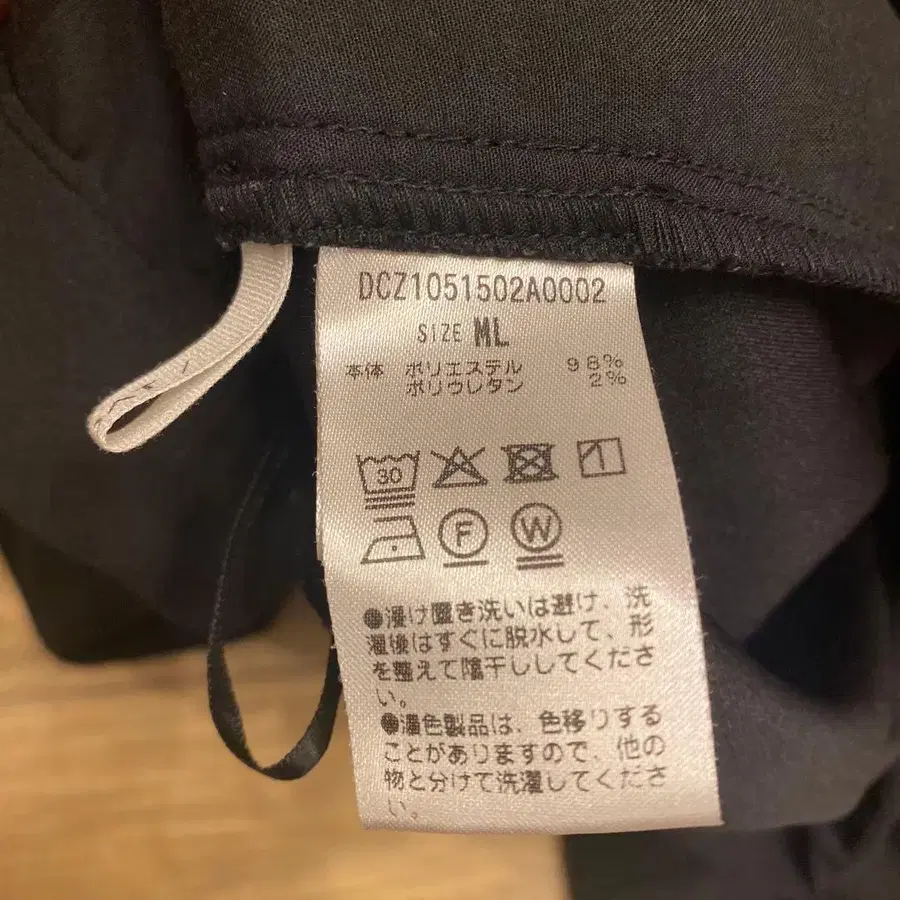 DCZ1051502A0002
SIZE ML
本体 ポリエステル 98%
ポリウレタン 2%
30
F W
●浸け置き洗いは避け、洗
濯後はすぐに脱水して、形
を整えて陰干ししてくださ
い。
●濃色製品は、色移りする
ことがありますので、他の
物と分けて洗濯してくださ
い。